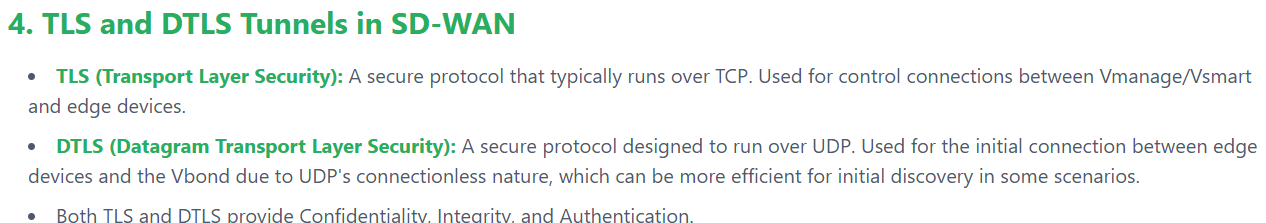 4. TLS and DTLS Tunnels in SD-WAN
• TLS (Transport Layer Security): A secure protocol that typically runs over TCP. Used for control connections between Vmanage/Vsmart
and edge devices.
• DTLS (Datagram Transport Layer Security): A secure protocol designed to run over UDP. Used for the initial connection between edge
devices and the Vbond due to UDP's connectionless nature, which can be more efficient for initial discovery in some scenarios.
• Both TLS and DTLS provide Confidentiality, Integrity, and Authentication.